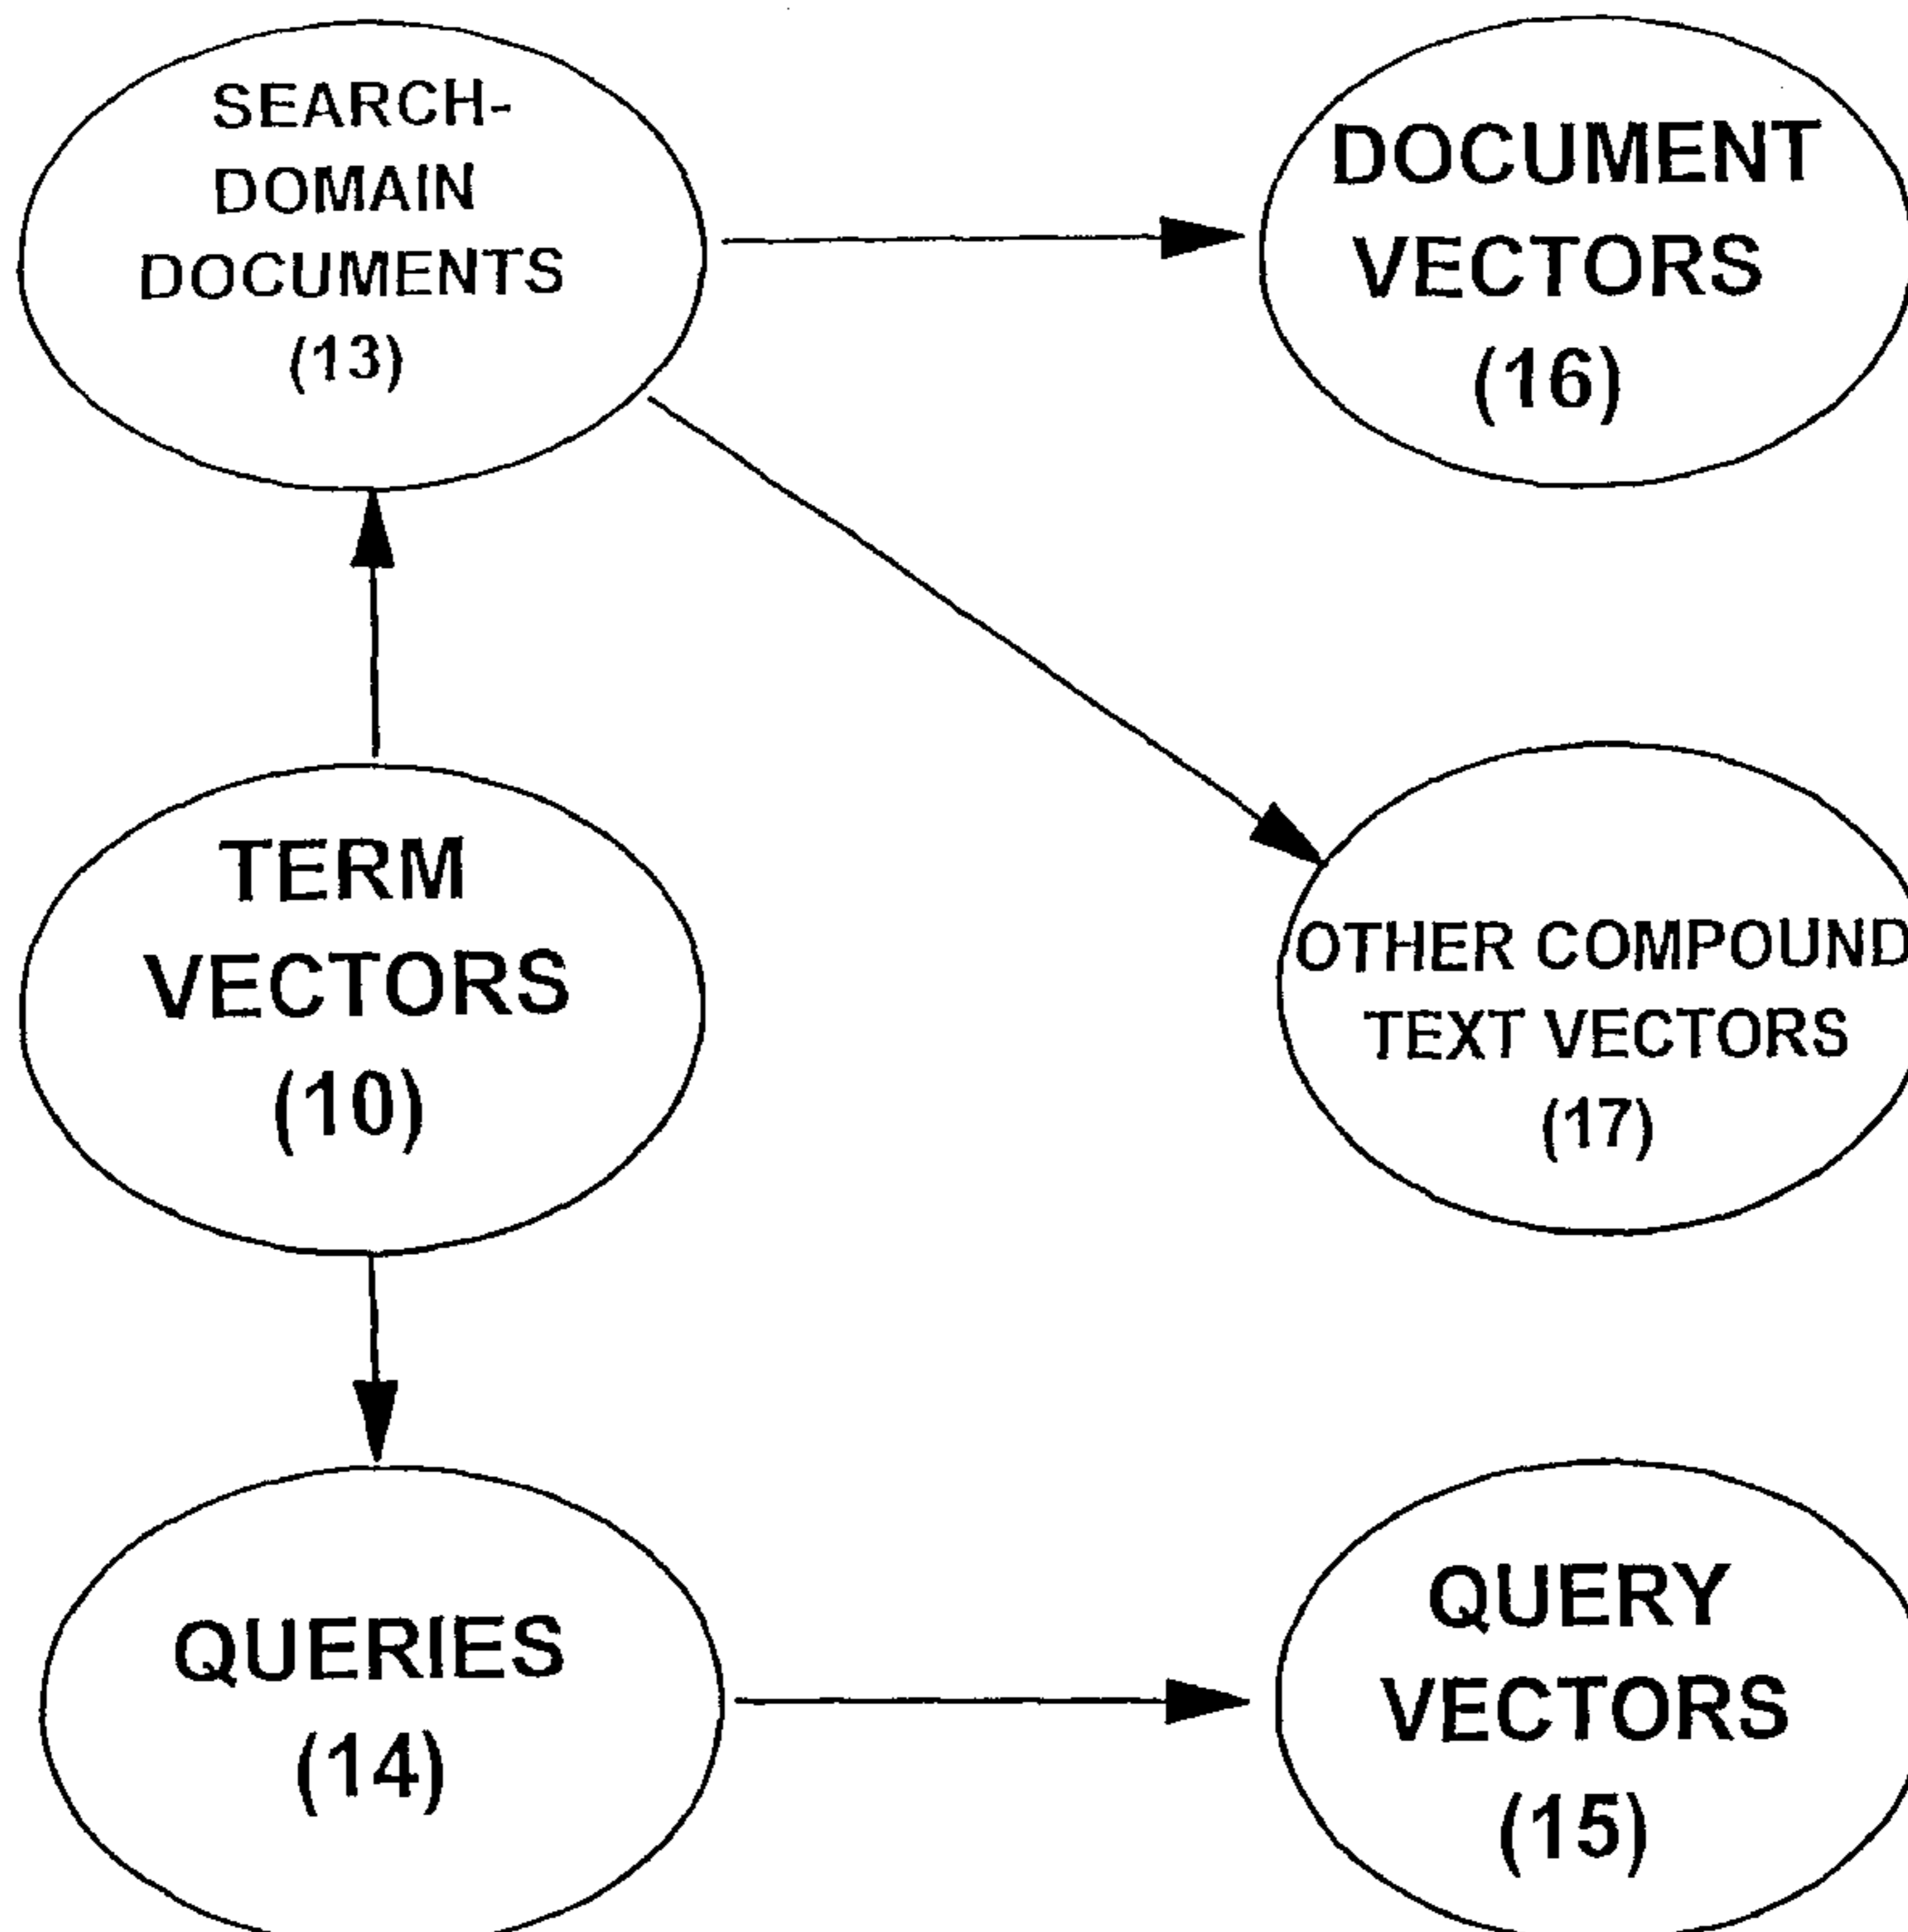 SEARCH-
DOMAIN
DOCUMENTS
(13)
DOCUMENT
VECTORS
(16)
TERM
VECTORS
(10)
OTHER COMPOUND
TEXT VECTORS
(17)
QUERIES
(14)
QUERY
VECTORS
(15)